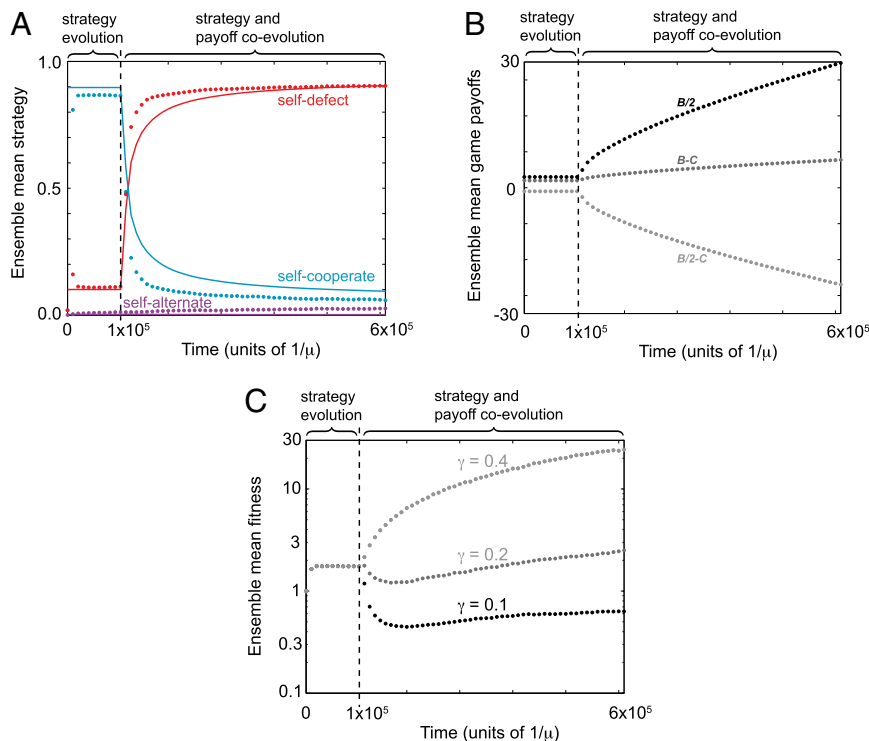 A
strategy
evolution
strategy and
payoff co-evolution
Ensemble mean strategy
1.0
0.5
0.0
self-defect
self-cooperate
self-alternate
0
1x10⁵
6x10⁵
Time (units of 1/μ)
B
strategy
evolution
strategy and
payoff co-evolution
Ensemble mean game payoffs
30
0
-30
B/2
B-C
B/2-C
0
1x10⁵
6x10⁵
Time (units of 1/μ)
C
strategy
evolution
strategy and
payoff co-evolution
Ensemble mean fitness
30
10
3
1
0.3
0.1
γ = 0.4
γ = 0.2
γ = 0.1
0
1x10⁵
6x10⁵
Time (units of 1/μ)